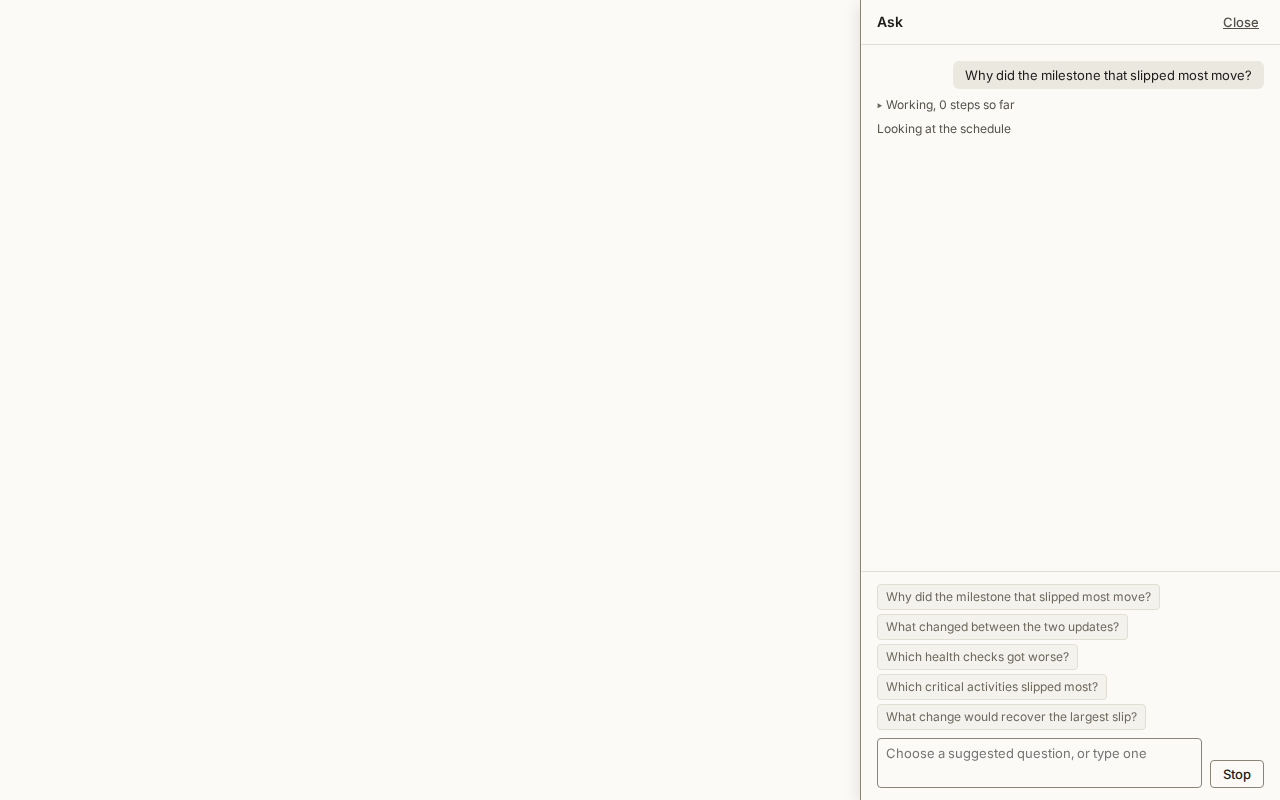 Ask
Close
Why did the milestone that slipped most move?
▸ Working, 0 steps so far
Looking at the schedule
Why did the milestone that slipped most move?
What changed between the two updates?
Which health checks got worse?
Which critical activities slipped most?
What change would recover the largest slip?
Choose a suggested question, or type one
Stop